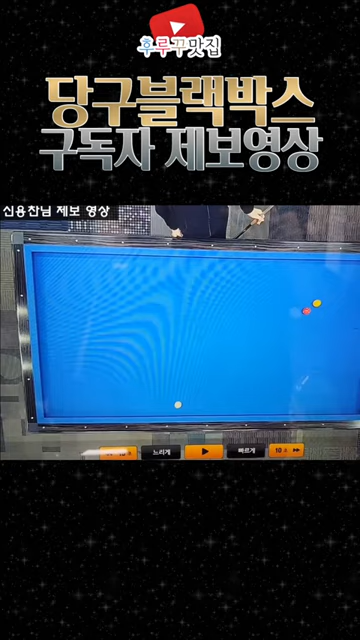 후루꾸맛집
당구블랙박스
구독자 제보영상
신용찬님 제보 영상
느리게
빠르게